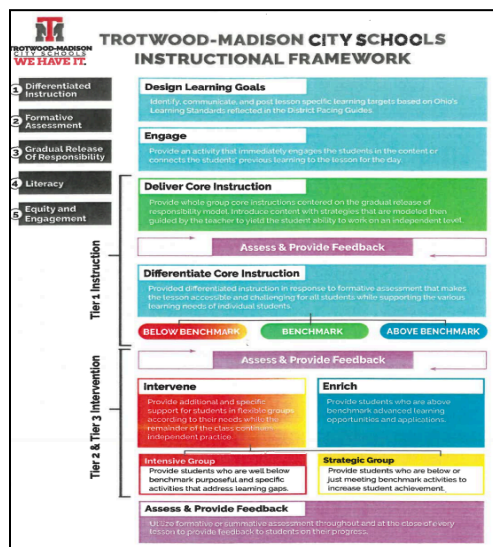 TROTWOOD-MADISON
CITY SCHOOLS
WE HAVE IT.
TROTWOOD-MADISON CITY SCHOOLS
INSTRUCTIONAL FRAMEWORK
1 Differentiated
Instruction
2 Formative
Assessment
3 Gradual Release
Of Responsibility
4 Literacy
5 Equity and
Engagement
Design Learning Goals
Identify, communicate, and post lesson specific learning targets based on Ohio's
Learning Standards reflected in the District Pacing Guides.
Engage
Provide an activity that immediately engages the students in the content or
connects the students' previous learning to the lesson for the day.
Tier 1 Instruction
Deliver Core Instruction
Provide whole group core instructions centered on the gradual release of
responsibility model. Introduce content with strategies that are modeled then
guided by the teacher to yield the student ability to work on an independent level.
Assess & Provide Feedback
Differentiate Core Instruction
Provided differentiated instruction in response to formative assessment that makes
the lesson accessible and challenging for all students while supporting the various
learning needs of individual students.
BELOW BENCHMARK
BENCHMARK
ABOVE BENCHMARK
Tier 2 & Tier 3 Intervention
Assess & Provide Feedback
Intervene
Provide additional and specific
support for students in flexible groups
according to their needs while the
remainder of the class continues
independent practice.
Enrich
Provide students who are above
benchmark advanced learning
opportunities and applications.
Intensive Group
Provide students who are well below
benchmark purposeful and specific
activities that address learning gaps.
Strategic Group
Provide student who are below or
just meeting benchmark activities to
increase student achievement.
Assess & Provide Feedback
Utilize formative or summative assessment throughout and at the close of every
lesson to provide feedback to students on their progress.